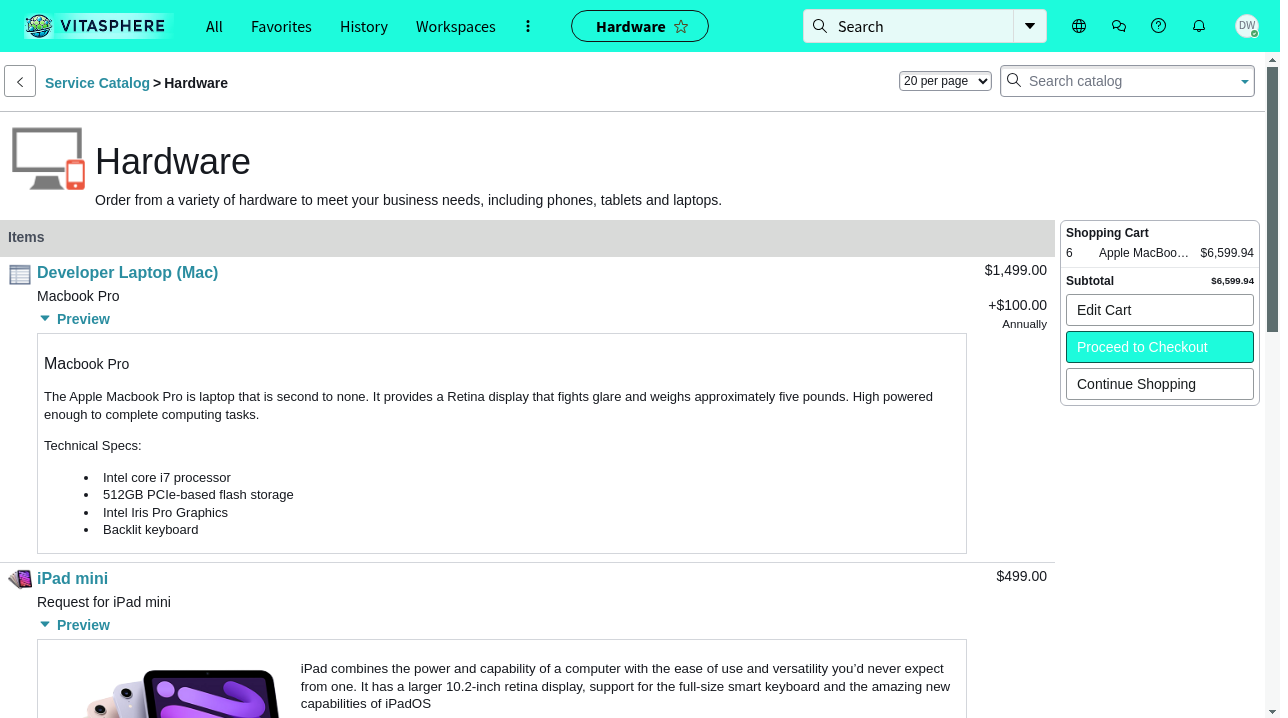 VITASPHERE
All
Favorites
History
Workspaces
Hardware
Search
DW
Service Catalog > Hardware
20 per page
Search catalog
Hardware
Order from a variety of hardware to meet your business needs, including phones, tablets and laptops.
Items
Developer Laptop (Mac)
$1,499.00
Macbook Pro
+$100.00
Annually
Preview
Macbook Pro
The Apple Macbook Pro is laptop that is second to none. It provides a Retina display that fights glare and weighs approximately five pounds. High powered
enough to complete computing tasks.
Technical Specs:
Intel core i7 processor
512GB PCIe-based flash storage
Intel Iris Pro Graphics
Backlit keyboard
iPad mini
$499.00
Request for iPad mini
Preview
iPad combines the power and capability of a computer with the ease of use and versatility you’d never expect
from one. It has a larger 10.2-inch retina display, support for the full-size smart keyboard and the amazing new
capabilities of iPadOS
Shopping Cart
6 Apple MacBoo… $6,599.94
Subtotal $6,599.94
Edit Cart
Proceed to Checkout
Continue Shopping